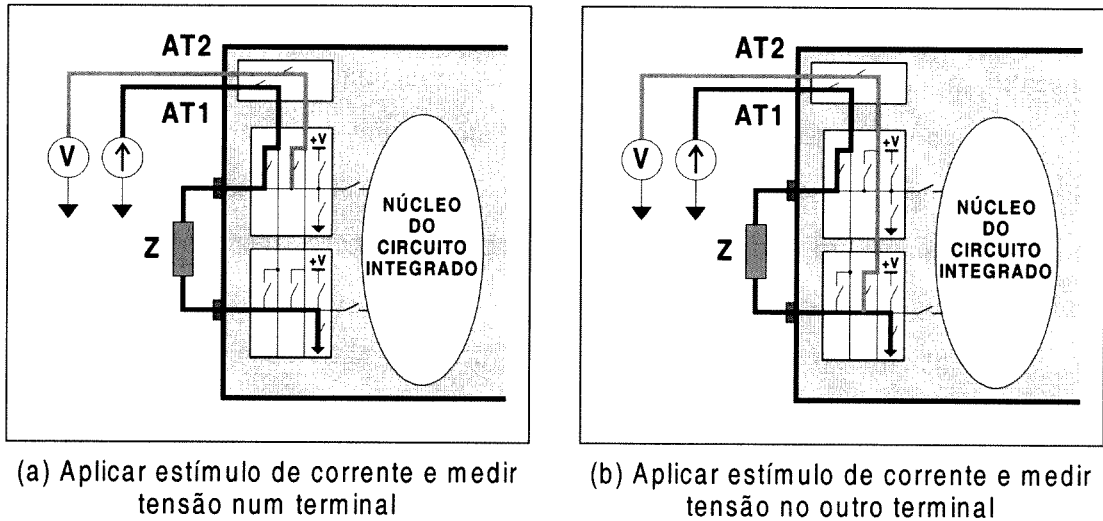 AT2
AT1
V
+V
Z
+V
NÚCLEO
DO
CIRCUITO
INTEGRADO
(a) Aplicar estímulo de corrente e medir
tensão num terminal
AT2
AT1
V
+V
Z
+V
NÚCLEO
DO
CIRCUITO
INTEGRADO
(b) Aplicar estímulo de corrente e medir
tensão no outro terminal